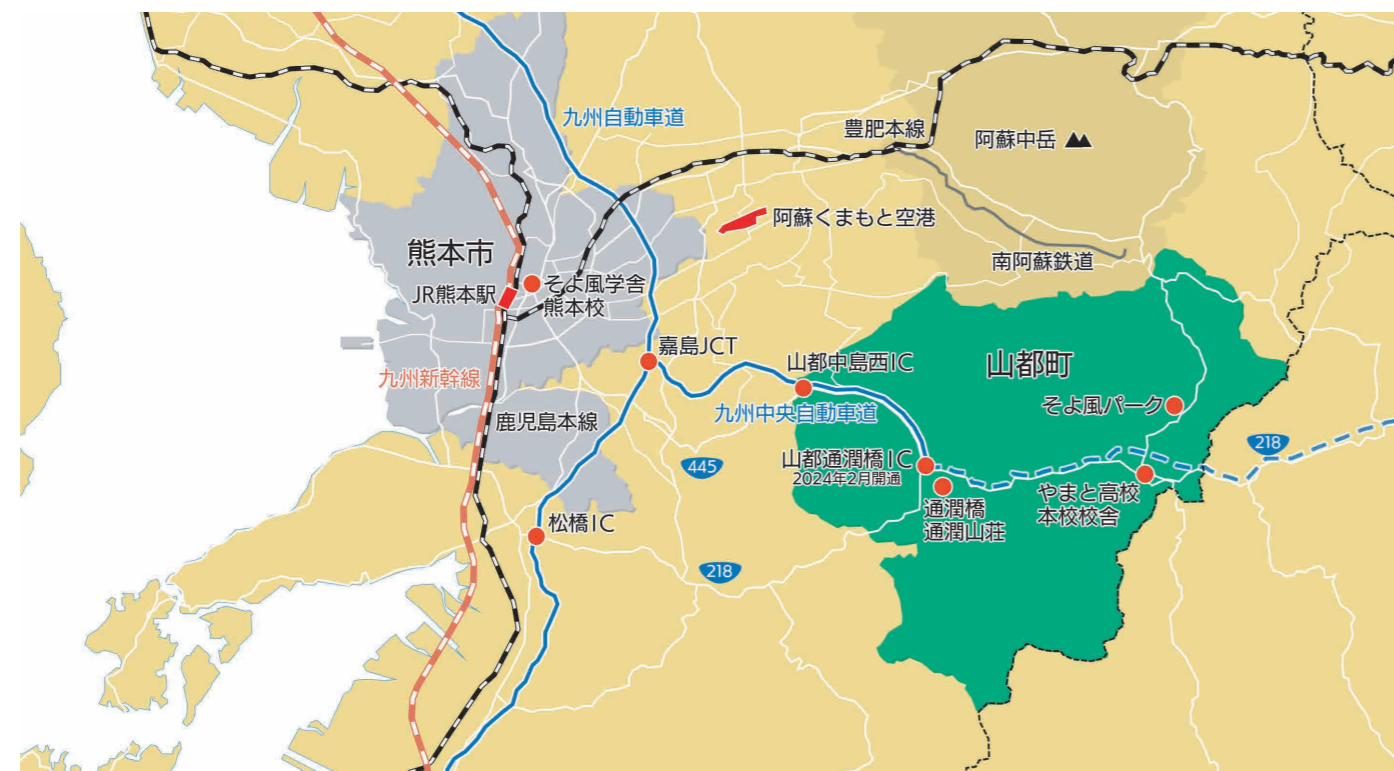 九州自動車道
豊肥本線
阿蘇中岳
阿蘇くまもと空港
熊本市
南阿蘇鉄道
JR熊本駅
そよ風学舎
熊本校
嘉島JCT
山都中島西IC
山都町
九州新幹線
九州中央自動車道
そよ風パーク
鹿児島本線
218
445
山都通潤橋IC
2024年2月開通
やまと高校
本校校舎
通潤橋
通潤山荘
松橋IC
218